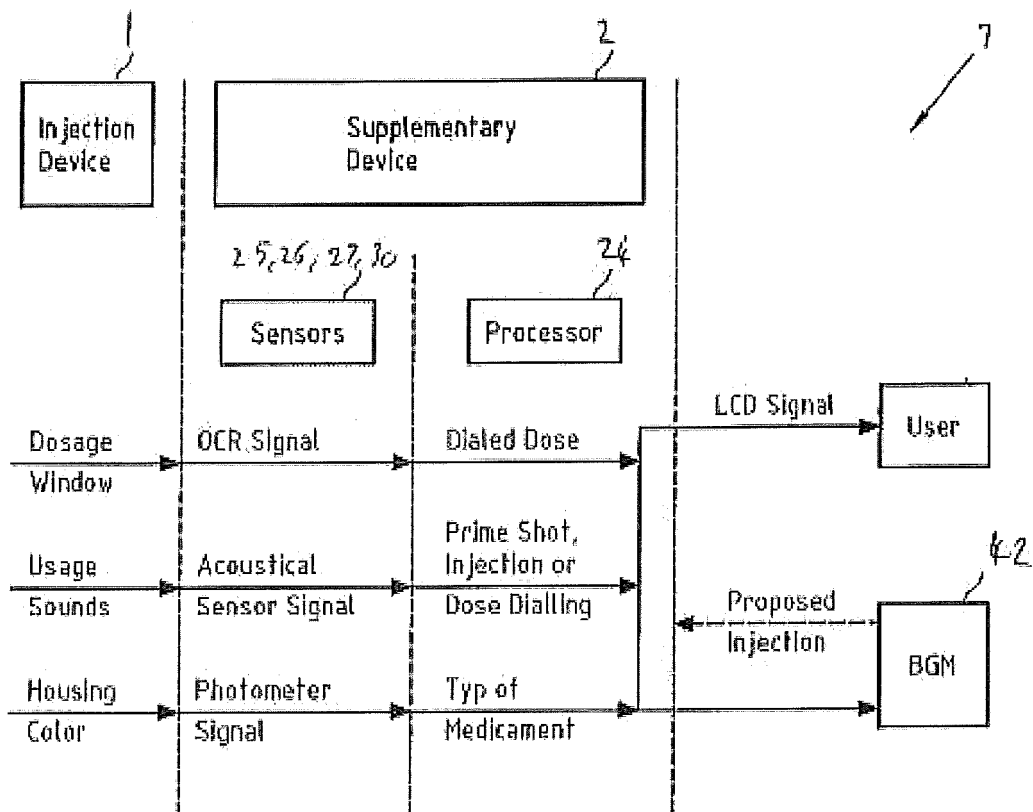 1
2
7
Injection
Device
Supplementary
Device
25, 26, 27, 30
24
Sensors
Processor
LCD Signal
User
Dosage
Window
OCR Signal
Dialed Dose
Usage
Sounds
Acoustical
Sensor Signal
Prime Shot,
Injection or
Dose Dialling
42
Proposed
Injection
BGM
Housing
Color
Photometer
Signal
Typ of
Medicament